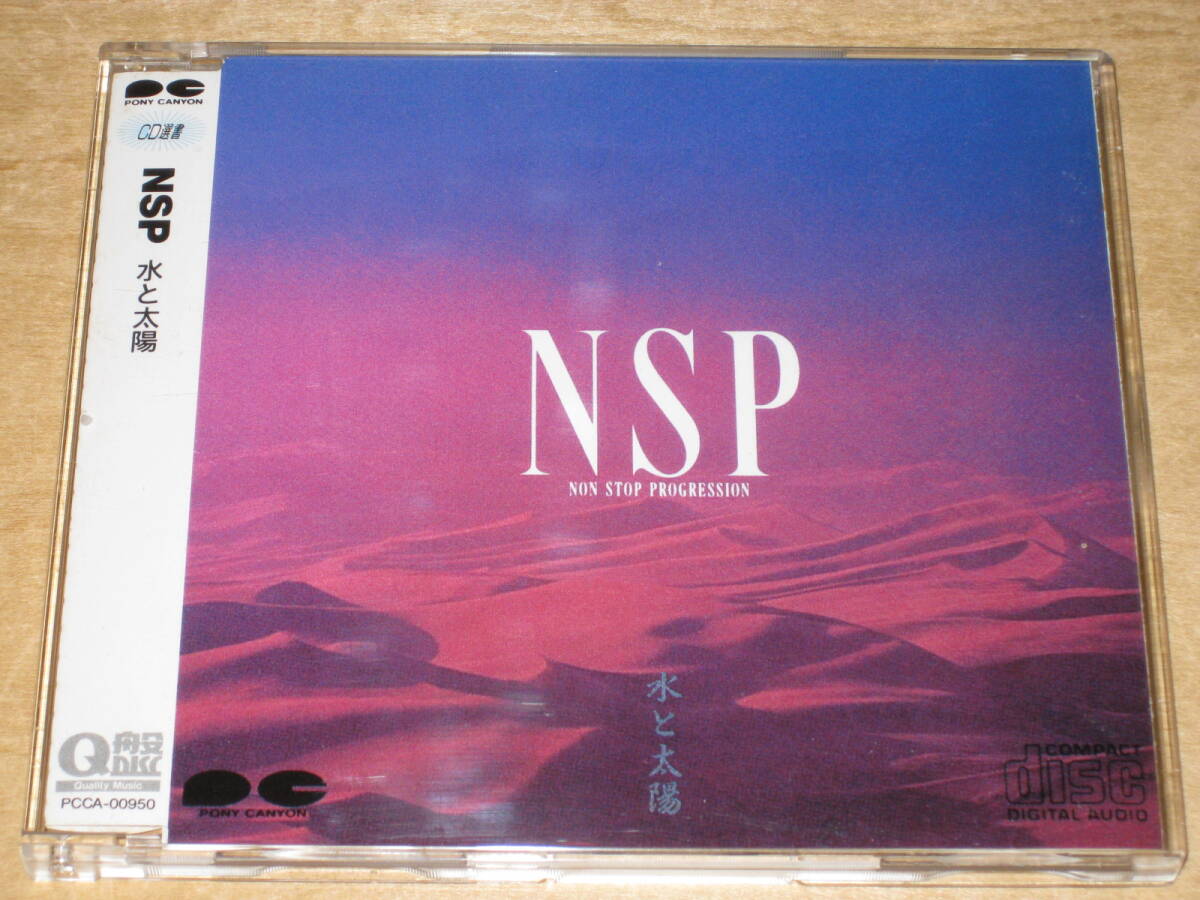 PONY CANYON
CD選書
NSP 水と太陽
Q盤
DISC
Quality Music
PCCA-00950
NSP
NON STOP PROGRESSION
水と太陽
PONY CANYON
COMPACT
disc
DIGITAL AUDIO